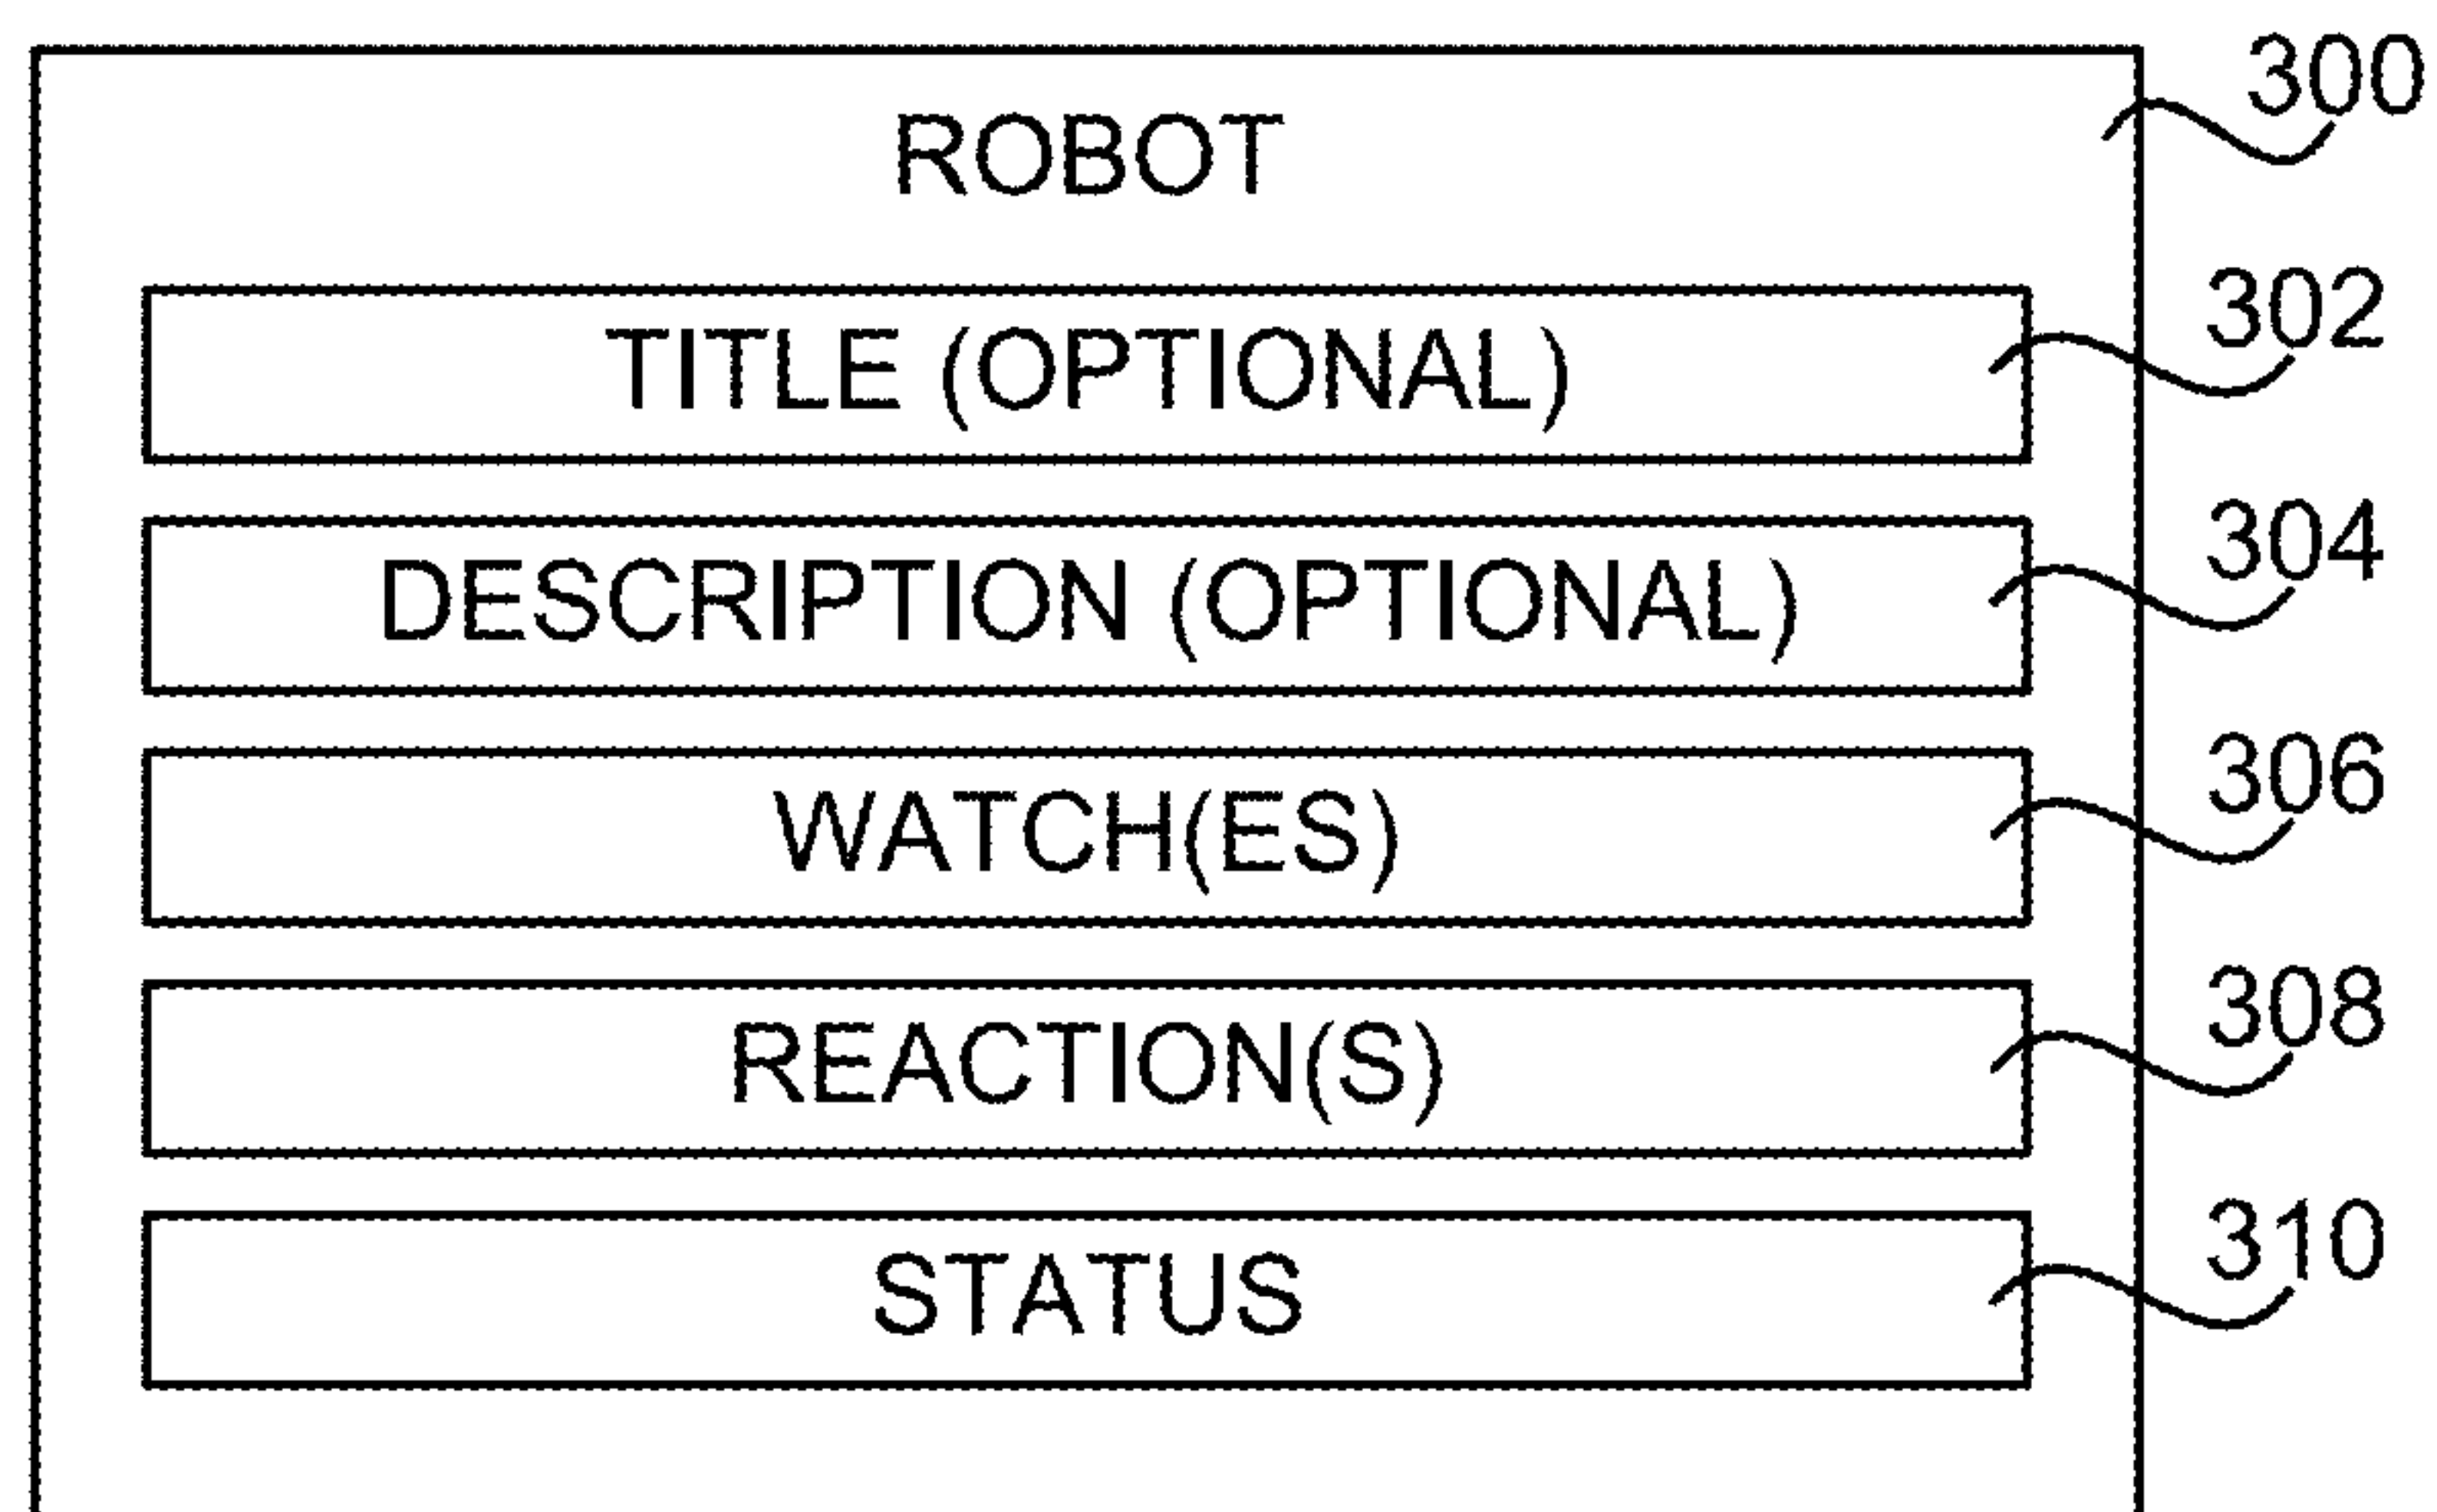 300
ROBOT
302
TITLE (OPTIONAL)
304
DESCRIPTION (OPTIONAL)
306
WATCH(ES)
308
REACTION(S)
310
STATUS